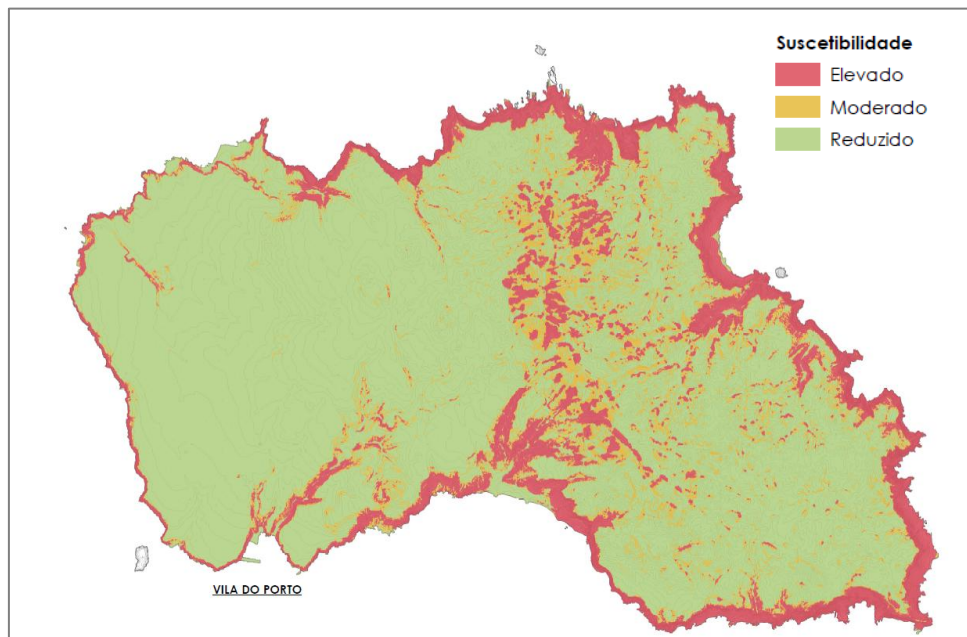 Suscetibilidade
Elevado
Moderado
Reduzido
VILA DO PORTO